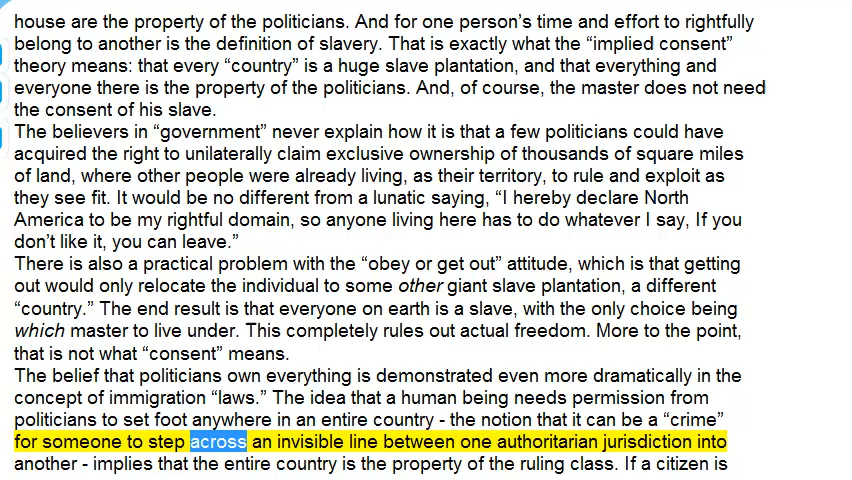 house are the property of the politicians. And for one person’s time and effort to rightfully
belong to another is the definition of slavery. That is exactly what the “implied consent”
theory means: that every “country” is a huge slave plantation, and that everything and
everyone there is the property of the politicians. And, of course, the master does not need
the consent of his slave.
The believers in “government” never explain how it is that a few politicians could have
acquired the right to unilaterally claim exclusive ownership of thousands of square miles
of land, where other people were already living, as their territory, to rule and exploit as
they see fit. It would be no different from a lunatic saying, “I hereby declare North
America to be my rightful domain, so anyone living here has to do whatever I say, If you
don’t like it, you can leave.”
There is also a practical problem with the “obey or get out” attitude, which is that getting
out would only relocate the individual to some other giant slave plantation, a different
“country.” The end result is that everyone on earth is a slave, with the only choice being
which master to live under. This completely rules out actual freedom. More to the point,
that is not what “consent” means.
The belief that politicians own everything is demonstrated even more dramatically in the
concept of immigration “laws.” The idea that a human being needs permission from
politicians to set foot anywhere in an entire country - the notion that it can be a “crime”
for someone to step across an invisible line between one authoritarian jurisdiction into
another - implies that the entire country is the property of the ruling class. If a citizen is